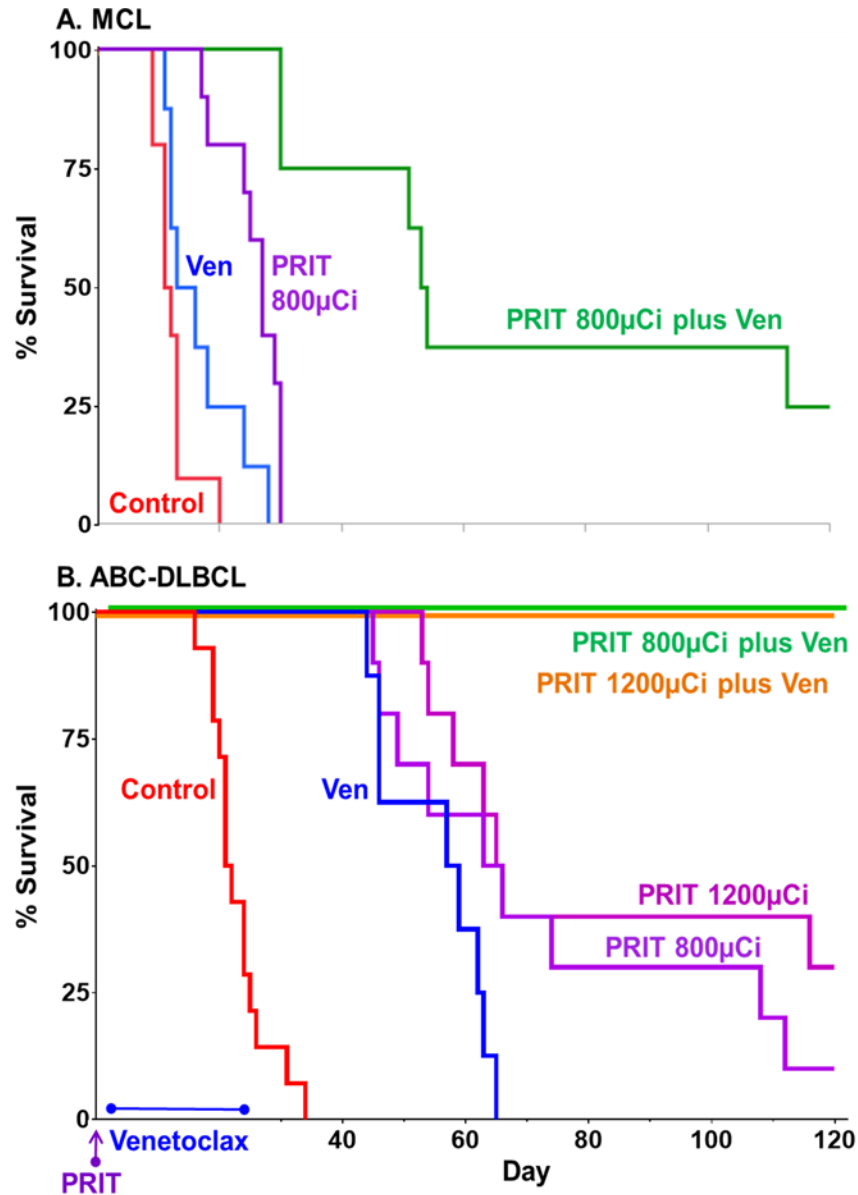 A. MCL
100
75
50
25
0
% Survival
Ven
PRIT
800µCi
PRIT 800µCi plus Ven
Control
B. ABC-DLBCL
100
75
50
25
0
% Survival
PRIT 800µCi plus Ven
PRIT 1200µCi plus Ven
Control
Ven
PRIT 1200µCi
PRIT 800µCi
Venetoclax
PRIT
40
60
80
100
120
Day